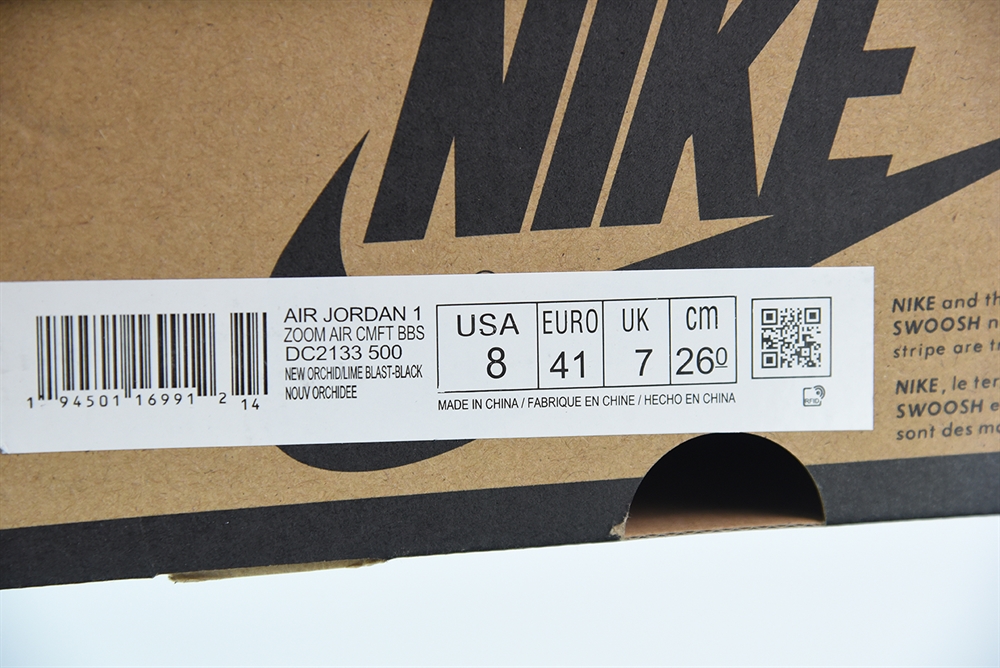 NIKE
AIR JORDAN 1
ZOOM AIR CMFT BBS
DC2133 500
NEW ORCHID/LIME BLAST-BLACK
NOUV ORCHIDEE
1 94501 16991 2 14
USA EURO UK cm
8 41 7 26.0
MADE IN CHINA / FABRIQUE EN CHINE / HECHO EN CHINA
RFID
NIKE and th
SWOOSH n
stripe are tr
NIKE, le ter
SWOOSH e
sont des ma